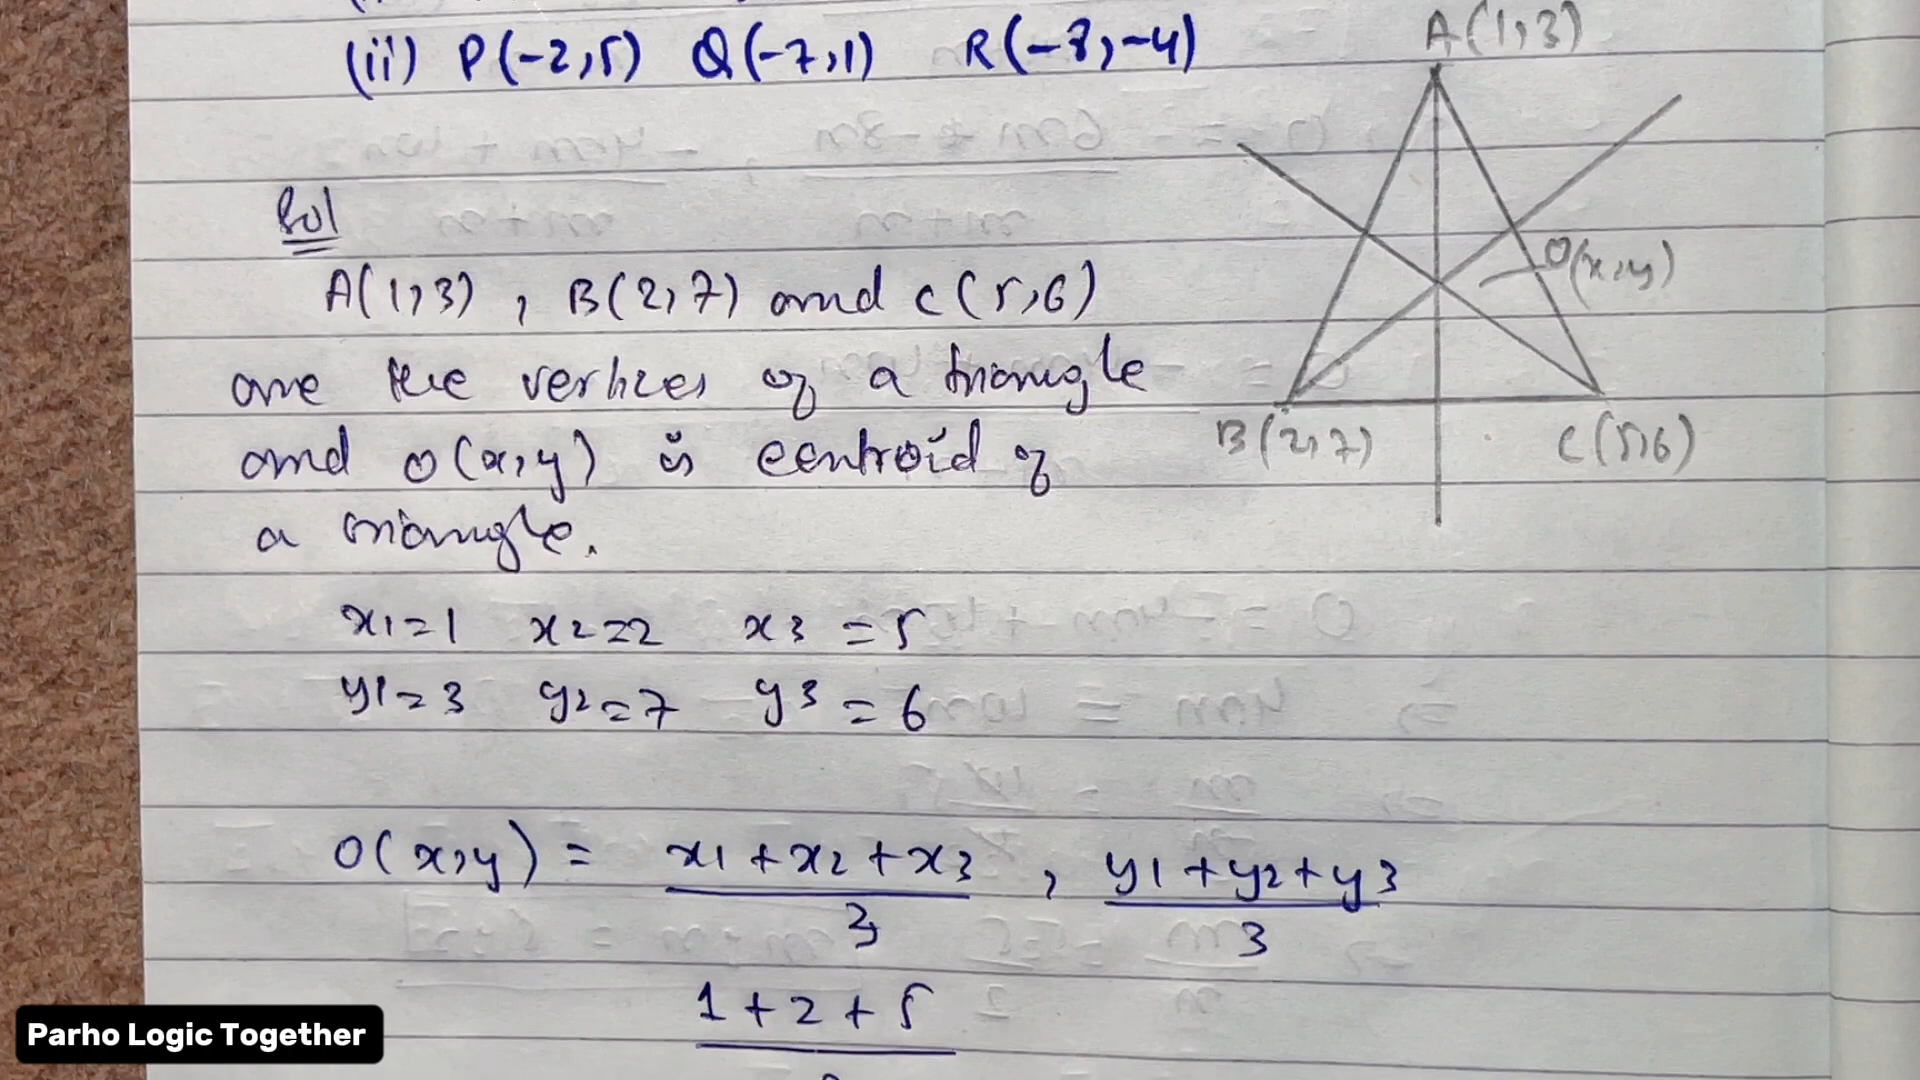 (ii) P(-2,5) Q(-7,1) R(-3,-4)
A(1,3)
Sol
O(x,y)
A(1,3) , B(2,7) and C(5,6)
are the vertices of a triangle
B(2,7)
C(5,6)
and O(x,y) is centroid of
a triangle.
x1=1 x2=2 x3=5
y1=3 y2=7 y3=6
O(x,y) = x1+x2+x3 , y1+y2+y3
3 3
1+2+5
Parho Logic Together